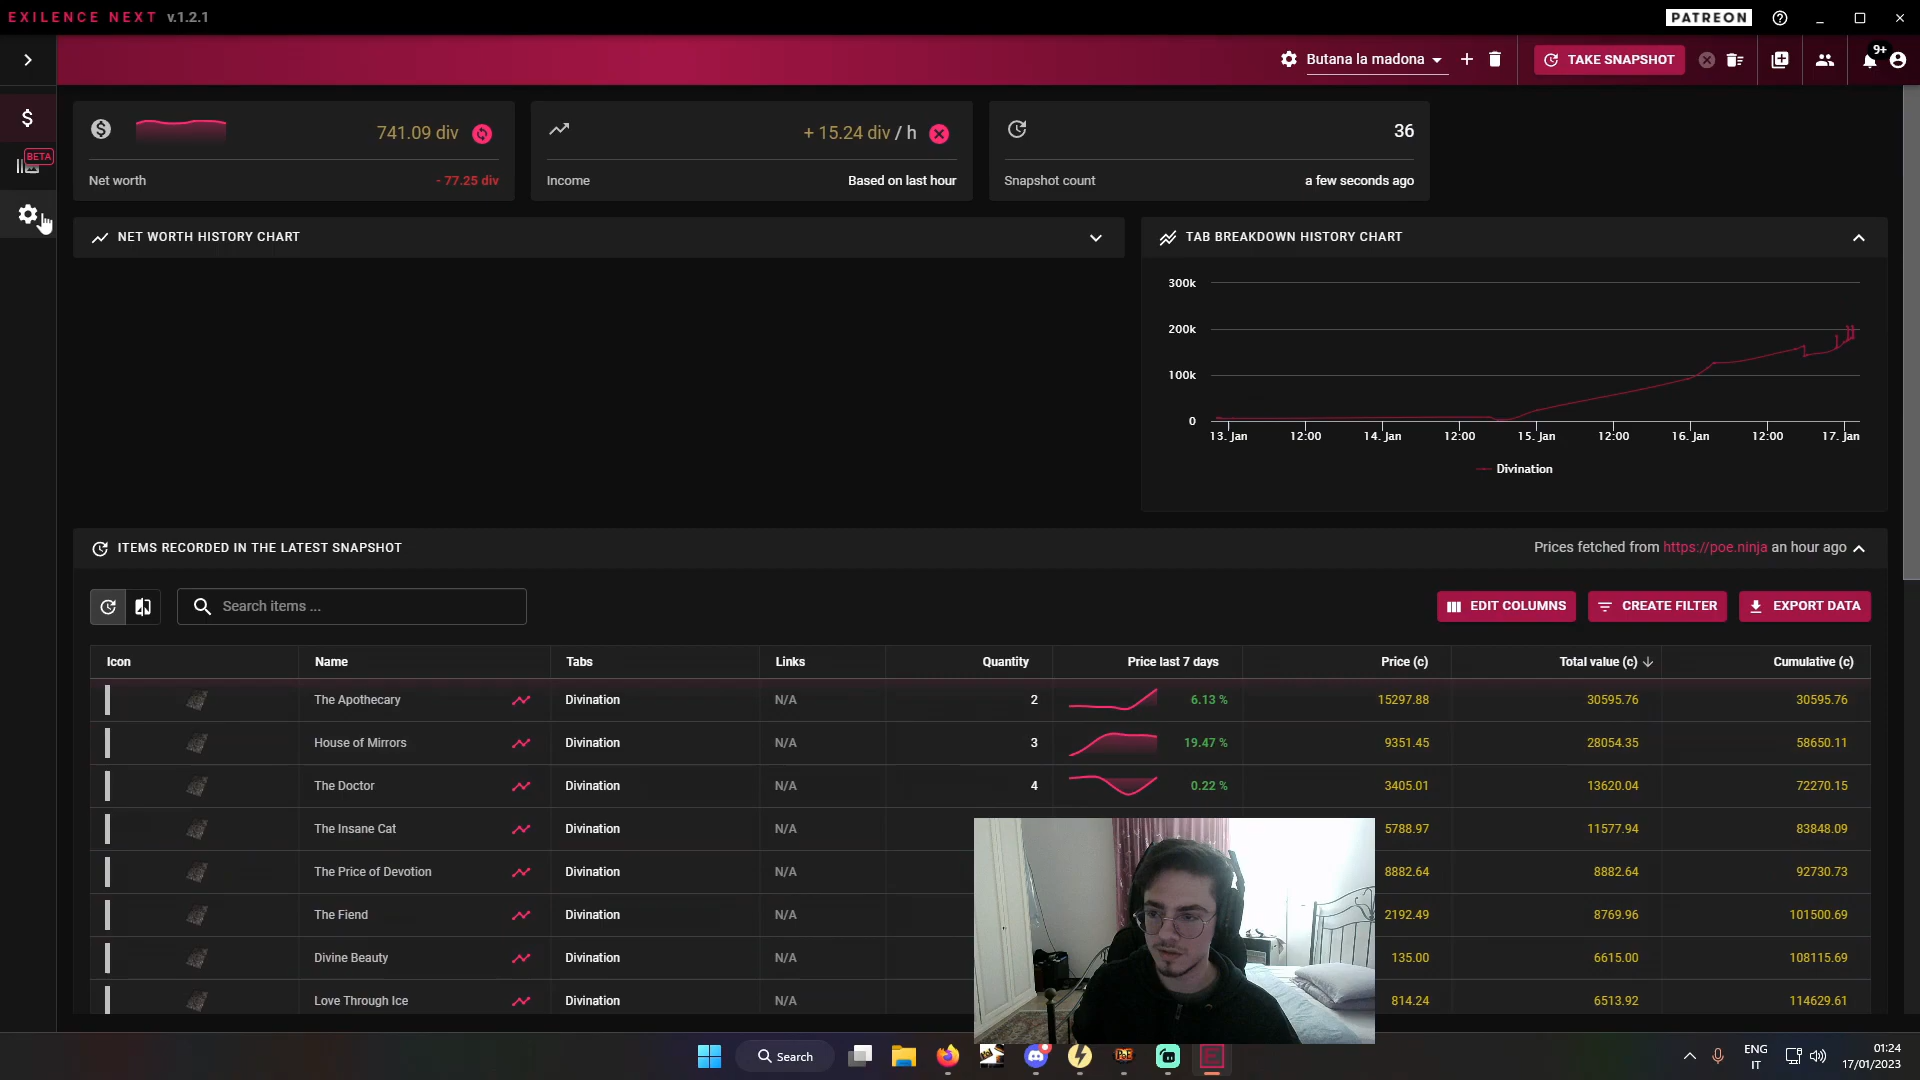 EXILENCE NEXT v.1.2.1
PATREON
Butana la madona
TAKE SNAPSHOT
9+
741.09 div
+ 15.24 div / h
36
BETA
Net worth
- 77.25 div
Income
Based on last hour
Snapshot count
a few seconds ago
NET WORTH HISTORY CHART
TAB BREAKDOWN HISTORY CHART
300k
200k
100k
0
13. Jan 12:00 14. Jan 12:00 15. Jan 12:00 16. Jan 12:00 17. Jan
Divination
ITEMS RECORDED IN THE LATEST SNAPSHOT
Prices fetched from https://poe.ninja an hour ago
Search items ...
EDIT COLUMNS
CREATE FILTER
EXPORT DATA
Icon Name Tabs Links Quantity Price last 7 days Price (c) Total value (c) Cumulative (c)
The Apothecary Divination N/A 2 6.13 % 15297.88 30595.76 30595.76
House of Mirrors Divination N/A 3 19.47 % 9351.45 28054.35 58650.11
The Doctor Divination N/A 4 0.22 % 3405.01 13620.04 72270.15
The Insane Cat Divination N/A 5788.97 11577.94 83848.09
The Price of Devotion Divination N/A 8882.64 8882.64 92730.73
The Fiend Divination N/A 2192.49 8769.96 101500.69
Divine Beauty Divination N/A 135.00 6615.00 108115.69
Love Through Ice Divination N/A 814.24 6513.92 114629.61
Search
ENG
IT
01:24
17/01/2023